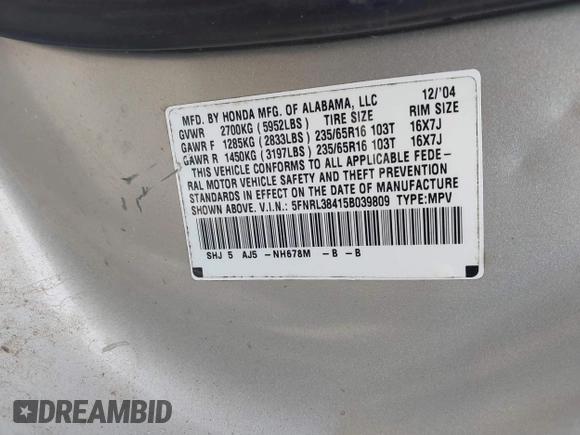 MFD. BY HONDA MFG. OF ALABAMA, LLC 12/'04
GVWR 2700KG (5952LBS) TIRE SIZE RIM SIZE
GAWR F 1285KG (2833LBS) 235/65R16 103T 16X7J
GAWR R 1450KG (3197LBS) 235/65R16 103T 16X7J
THIS VEHICLE CONFORMS TO ALL APPLICABLE FEDE-
RAL MOTOR VEHICLE SAFETY AND THEFT PREVENTION
STANDARDS IN EFFECT ON THE DATE OF MANUFACTURE
SHOWN ABOVE. V.I.N.: 5FNRL38415B039809 TYPE:MPV
SHJ 5 AJ5 -NH678M -B -B
DREAMBID